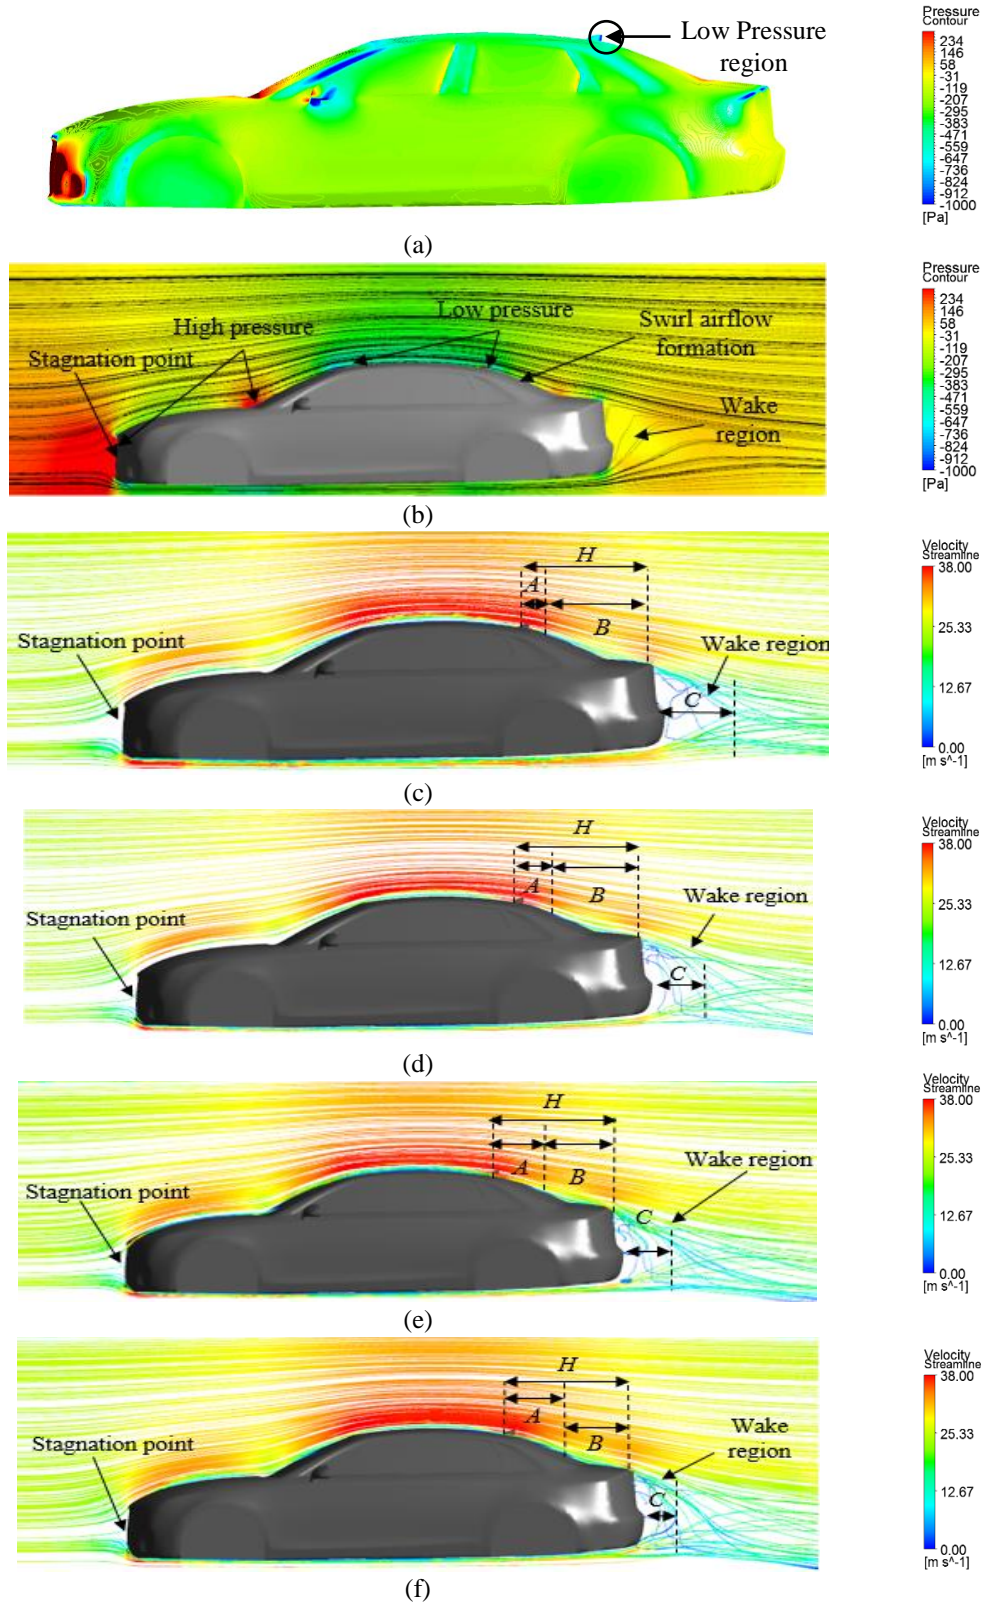 Low Pressure
region
Pressure
Contour
234
146
58
-31
-119
-207
-295
-383
-471
-559
-647
-736
-824
-912
-1000
[Pa]
(a)
High pressure
Low pressure
Swirl airflow
formation
Stagnation point
Wake
region
Pressure
Contour
234
146
58
-31
-119
-207
-295
-383
-471
-559
-647
-736
-824
-912
-1000
[Pa]
(b)
H
A
B
Stagnation point
Wake region
C
Velocity
Streamline
38.00
25.33
12.67
0.00
[m s^-1]
(c)
H
A
B
Stagnation point
Wake region
C
Velocity
Streamline
38.00
25.33
12.67
0.00
[m s^-1]
(d)
H
A
B
Stagnation point
Wake region
C
Velocity
Streamline
38.00
25.33
12.67
0.00
[m s^-1]
(e)
H
A
B
Stagnation point
Wake
region
C
Velocity
Streamline
38.00
25.33
12.67
0.00
[m s^-1]
(f)